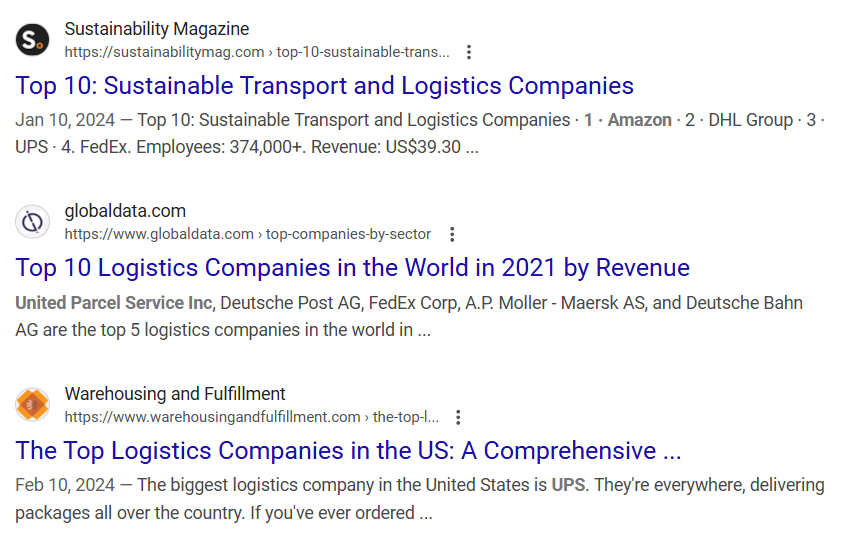 Sustainability Magazine
https://sustainabilitymag.com › top-10-sustainable-trans...
Top 10: Sustainable Transport and Logistics Companies
Jan 10, 2024 — Top 10: Sustainable Transport and Logistics Companies · 1 · Amazon · 2 · DHL Group · 3 ·
UPS · 4. FedEx. Employees: 374,000+. Revenue: US$39.30 ...
globaldata.com
https://www.globaldata.com › top-companies-by-sector
Top 10 Logistics Companies in the World in 2021 by Revenue
United Parcel Service Inc, Deutsche Post AG, FedEx Corp, A.P. Moller - Maersk AS, and Deutsche Bahn
AG are the top 5 logistics companies in the world in ...
Warehousing and Fulfillment
https://www.warehousingandfulfillment.com › the-top-l...
The Top Logistics Companies in the US: A Comprehensive ...
Feb 10, 2024 — The biggest logistics company in the United States is UPS. They're everywhere, delivering
packages all over the country. If you've ever ordered ...